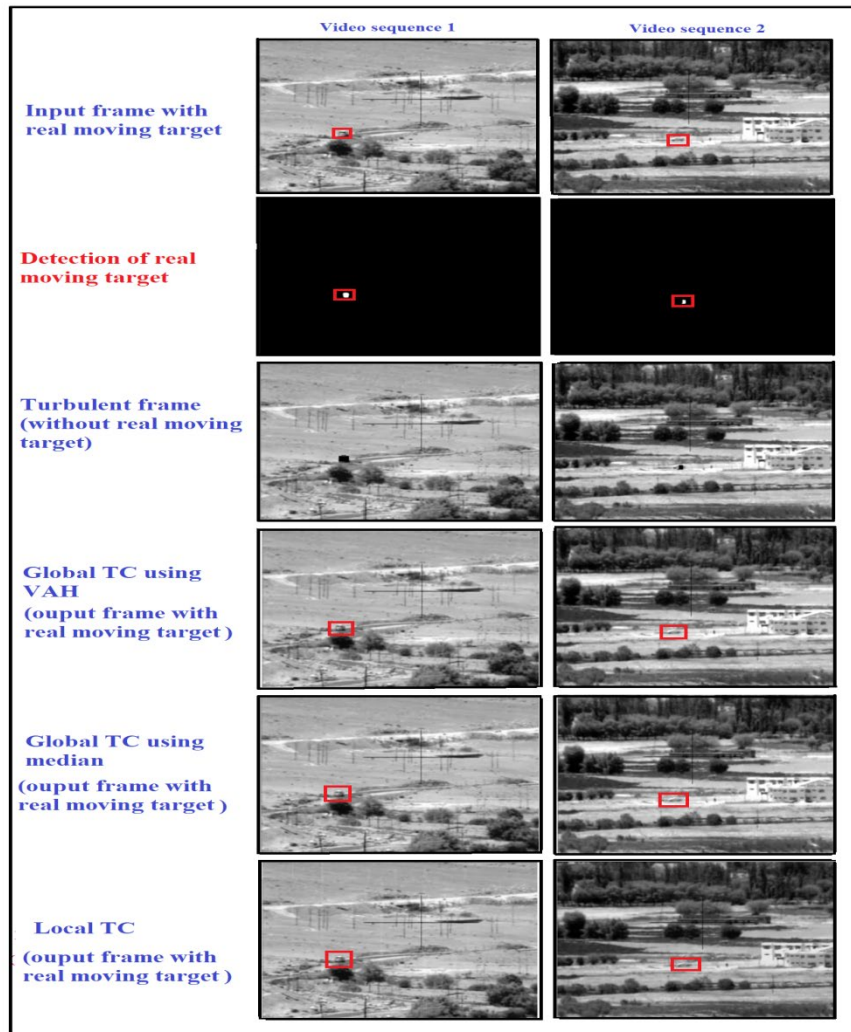 Video sequence 1
Video sequence 2
Input frame with
real moving target
Detection of real
moving target
Turbulent frame
(without real moving
target)
Global TC using
VAH
(ouput frame with
real moving target )
Global TC using
median
(ouput frame with
real moving target )
Local TC
(ouput frame with
real moving target )